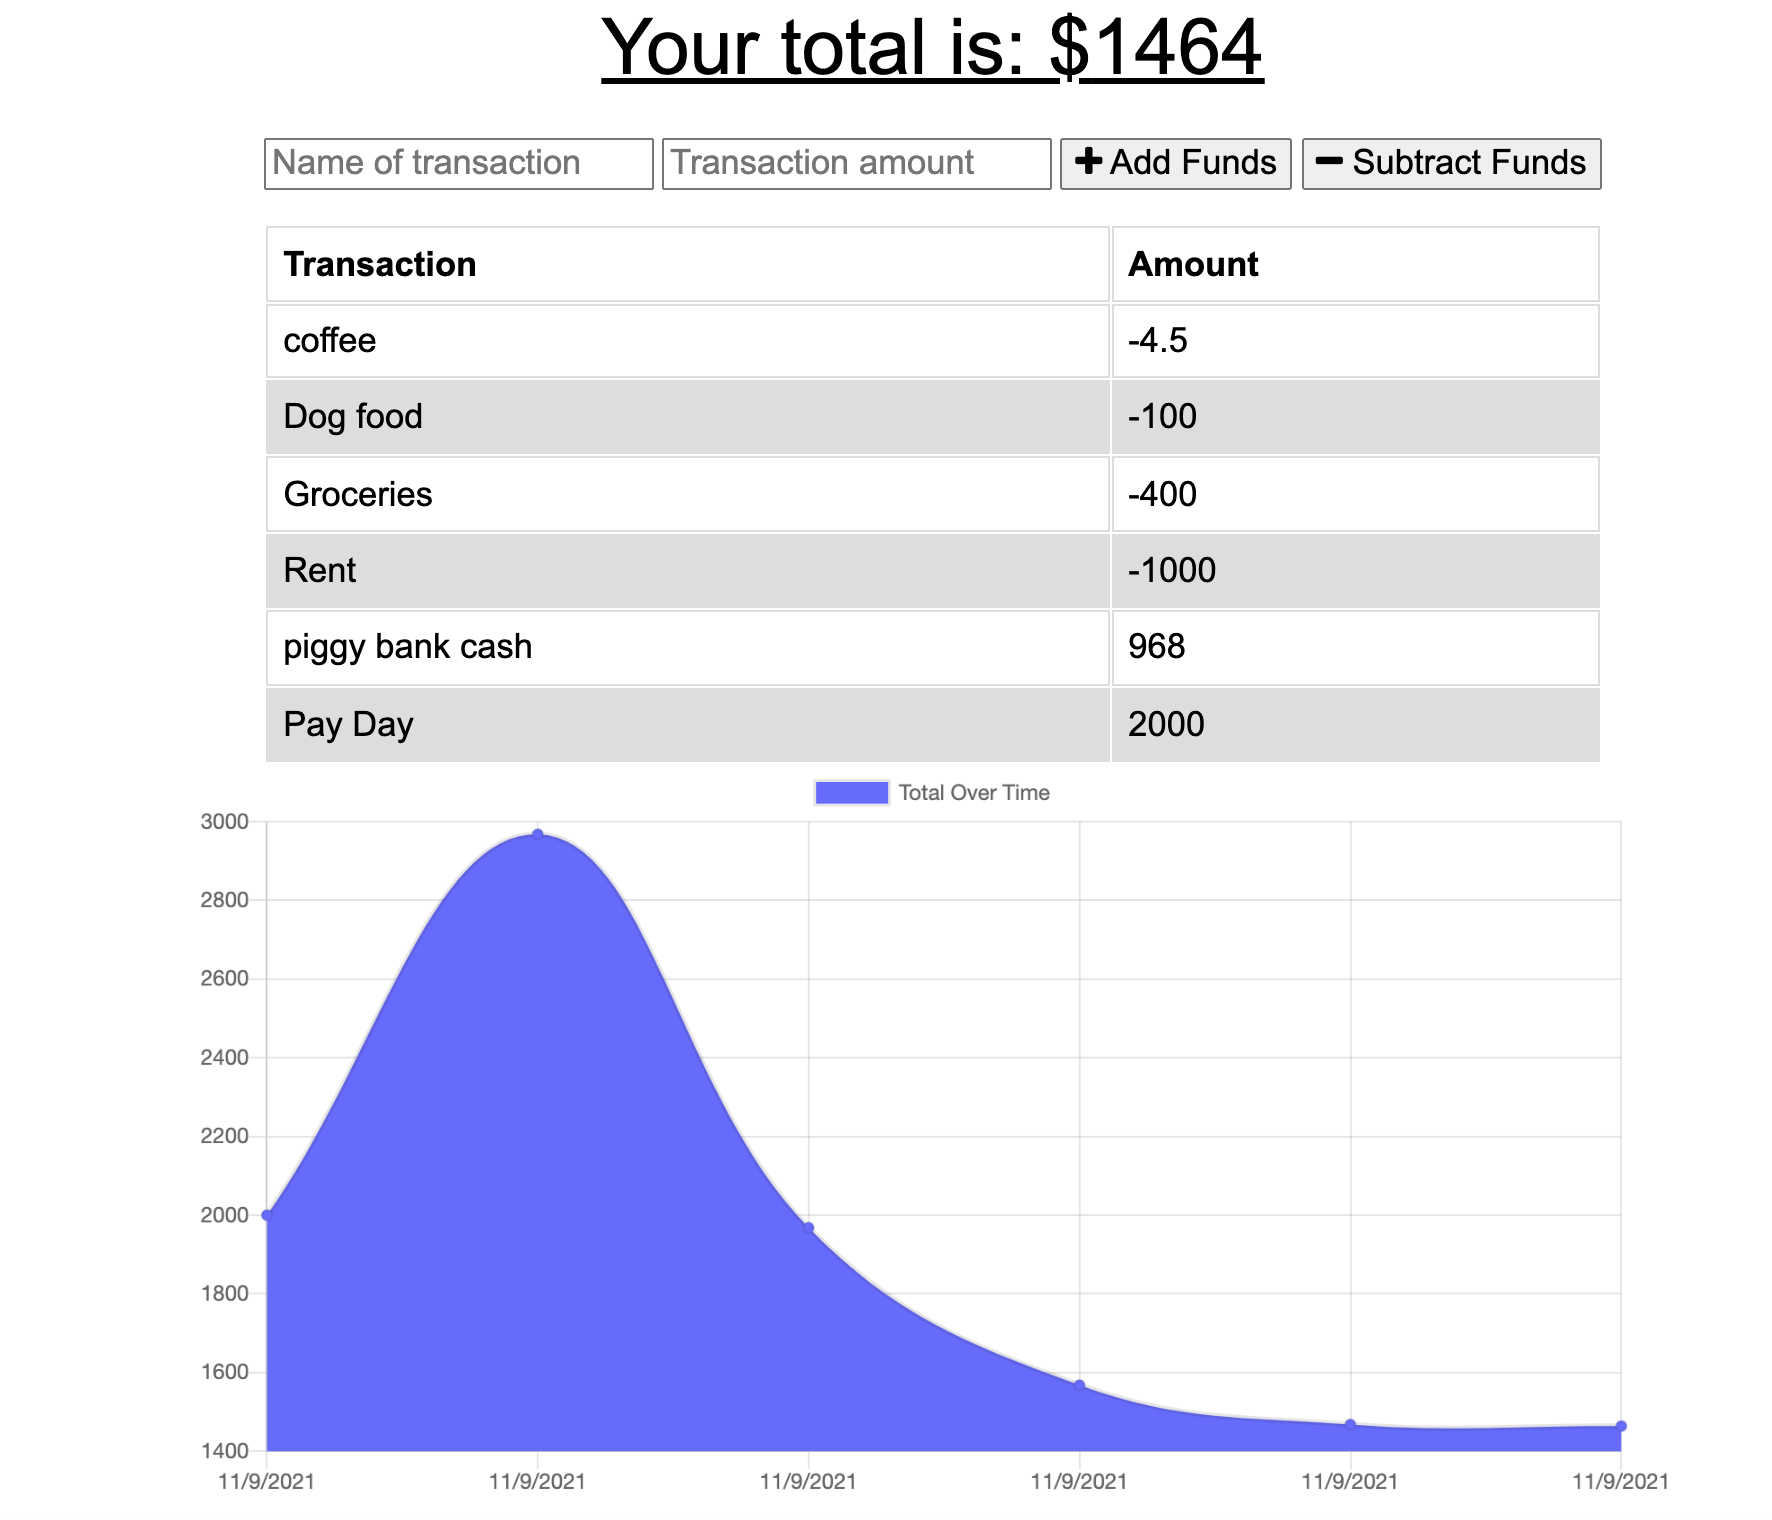 Your total is: $1464
Name of transaction Transaction amount Add Funds Subtract Funds
Transaction Amount
coffee -4.5
Dog food -100
Groceries -400
Rent -1000
piggy bank cash 968
Pay Day 2000
Total Over Time
3000
2800
2600
2400
2200
2000
1800
1600
1400
11/9/2021 11/9/2021 11/9/2021 11/9/2021 11/9/2021 11/9/2021